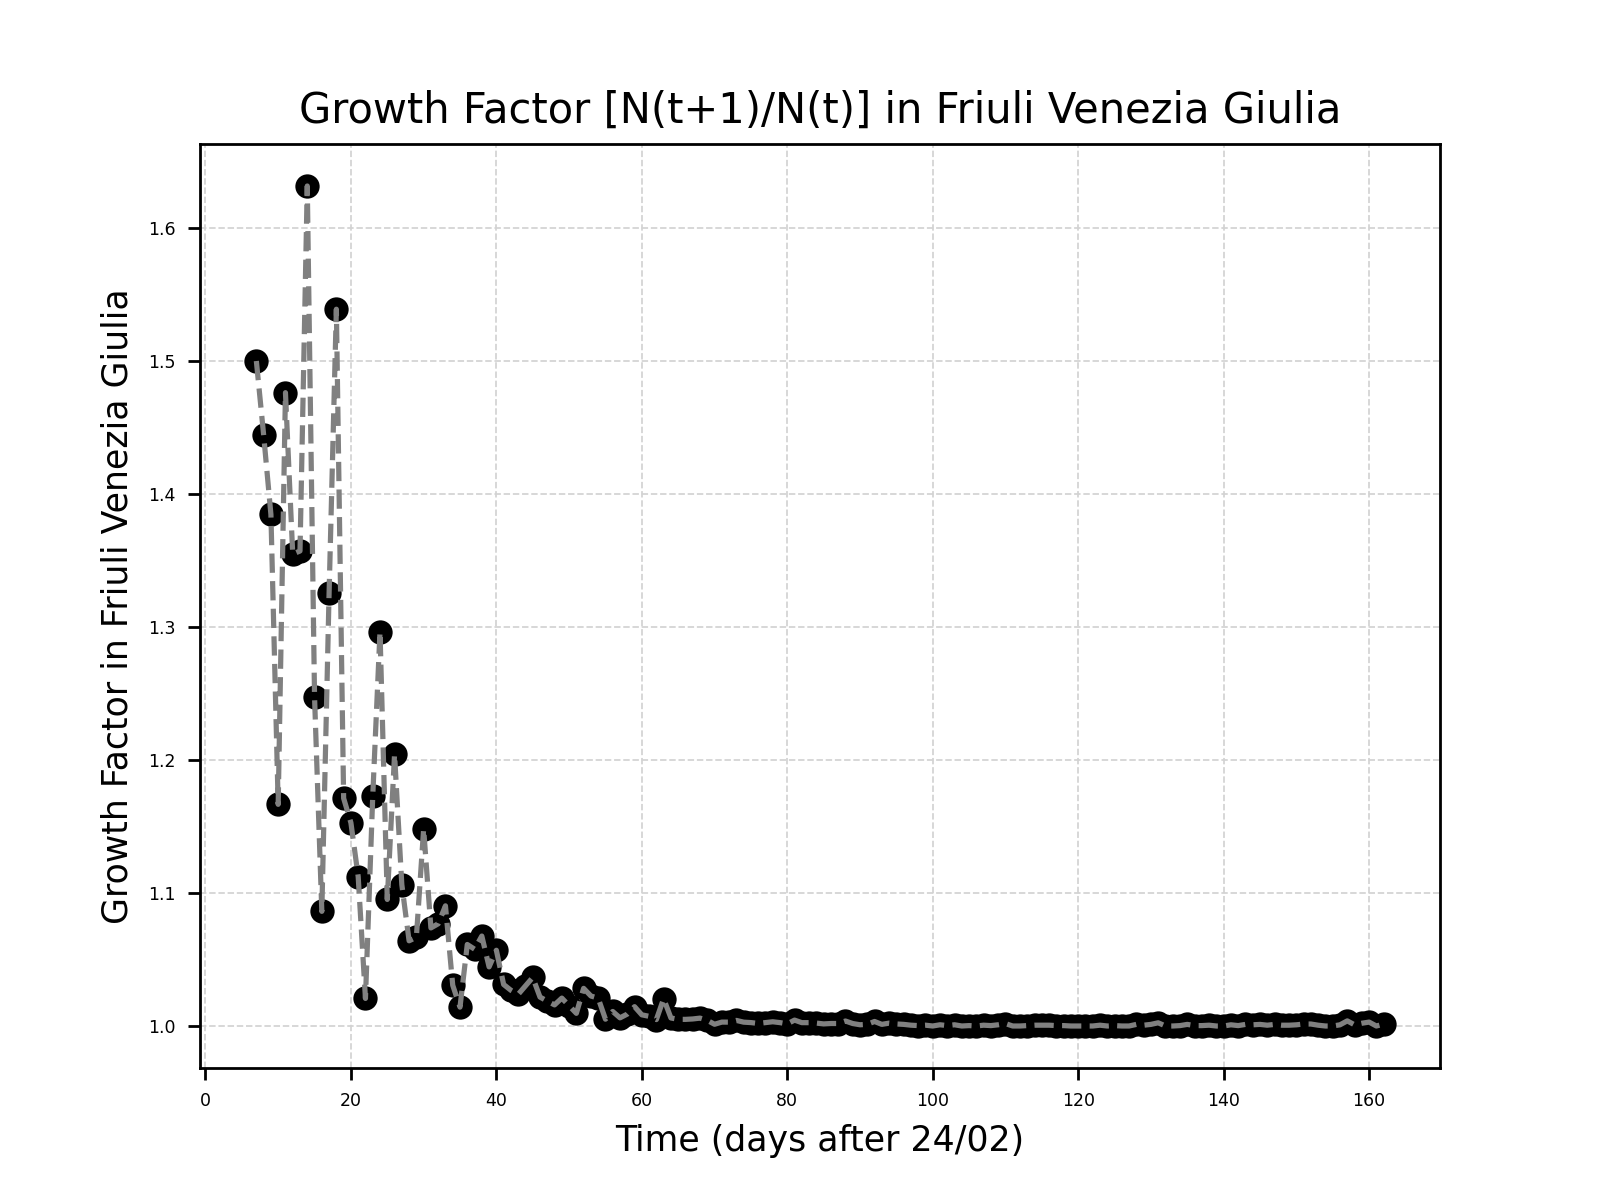 Growth Factor [N(t+1)/N(t)] in Friuli Venezia Giulia
Growth Factor in Friuli Venezia Giulia
1.6
1.5
1.4
1.3
1.2
1.1
1.0
0 20 40 60 80 100 120 140 160
Time (days after 24/02)